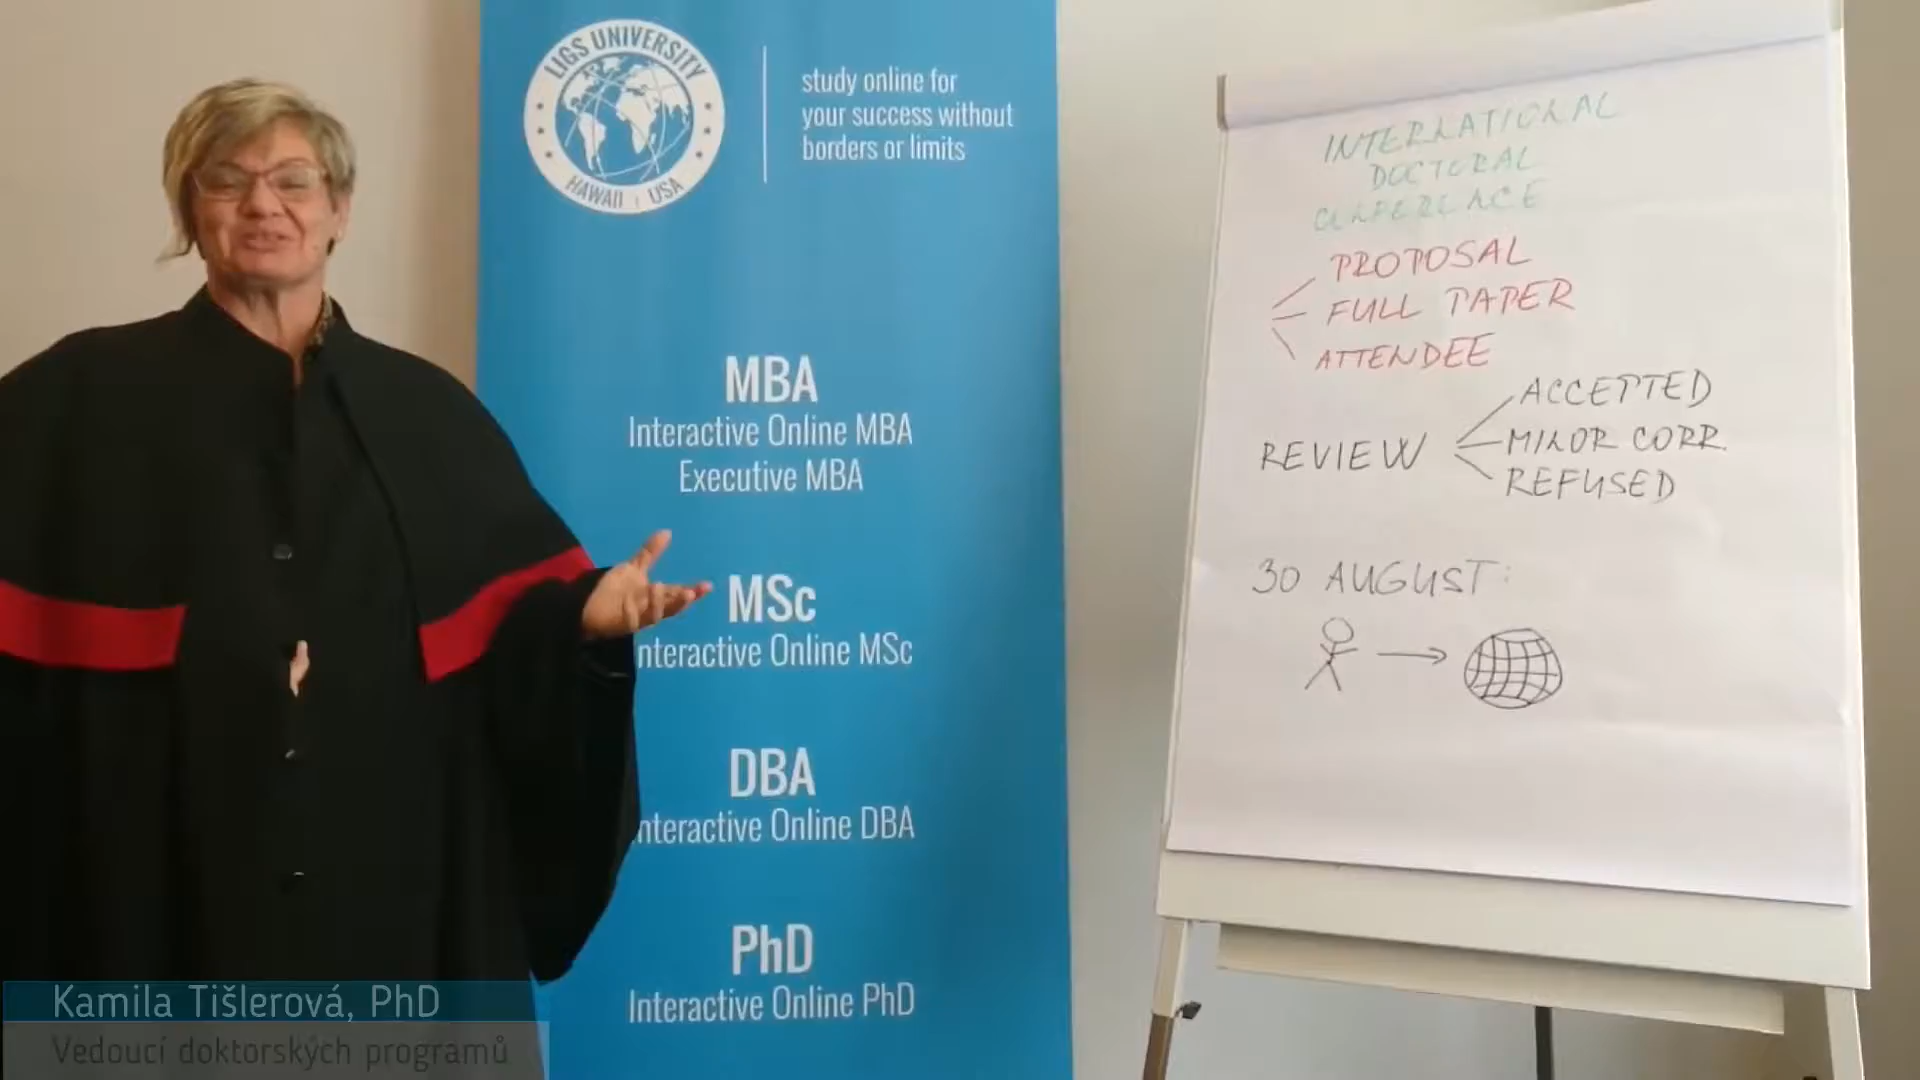 LIGS UNIVERSITY
HAWAII USA
study online for
your success without
borders or limits
MBA
Interactive Online MBA
Executive MBA
MSc
nteractive Online MSc
DBA
nteractive Online DBA
PhD
Interactive Online PhD
INTERNATIONAL
DOCTORAL
CONFERENCE
PROPOSAL
FULL PAPER
ATTENDEE
REVIEW
ACCEPTED
MINOR CORR.
REFUSED
30 AUGUST:
Kamila Tišlerová, PhD
Vedoucí doktorských programů